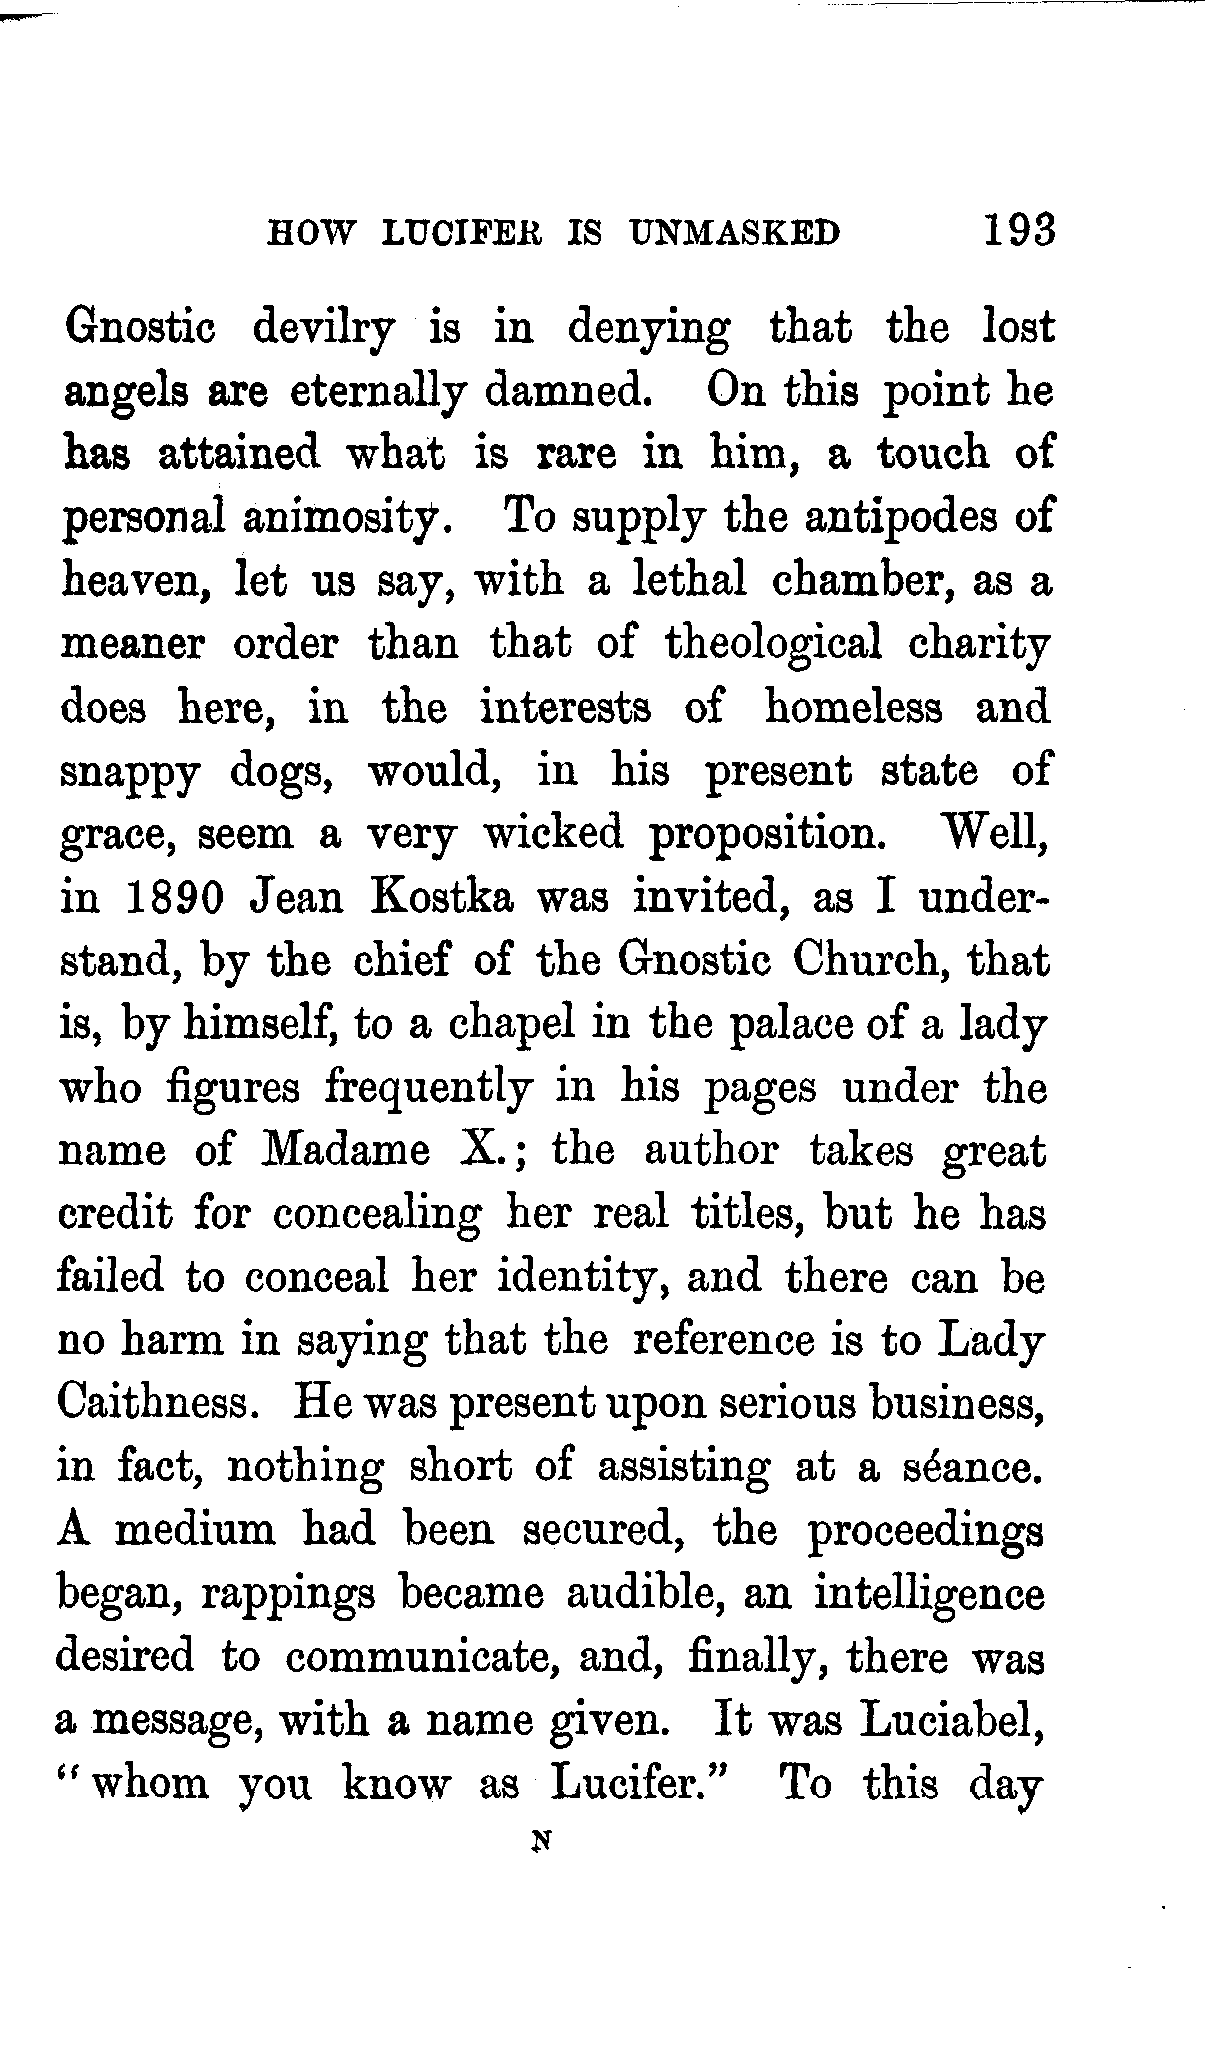 HOW LUCIFER IS UNMASKED 193
Gnostic devilry is in denying that the lost
angels are eternally damned. On this point he
has attained what is rare in him, a touch of
personal animosity. To supply the antipodes of
heaven, let us say, with a lethal chamber, as a
meaner order than that of theological charity
does here, in the interests of homeless and
snappy dogs, would, in his present state of
grace, seem a very wicked proposition. Well,
in 1890 Jean Kostka was invited, as I under-
stand, by the chief of the Gnostic Church, that
is, by himself, to a chapel in the palace of a lady
who figures frequently in his pages under the
name of Madame X.; the author takes great
credit for concealing her real titles, but he has
failed to conceal her identity, and there can be
no harm in saying that the reference is to Lady
Caithness. He was present upon serious business,
in fact, nothing short of assisting at a séance.
A medium had been secured, the proceedings
began, rappings became audible, an intelligence
desired to communicate, and, finally, there was
a message, with a name given. It was Luciabel,
“whom you know as Lucifer.” To this day
N